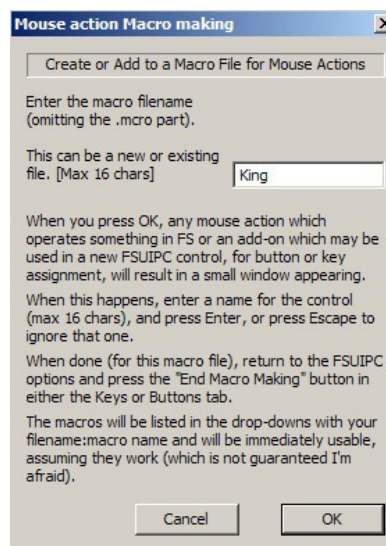 Mouse action Macro making
Create or Add to a Macro File for Mouse Actions
Enter the macro filename
(omitting the .mcro part).
This can be a new or existing
file. [Max 16 chars]
King
When you press OK, any mouse action which
operates something in FS or an add-on which may be
used in a new FSUIPC control, for button or key
assignment, will result in a small window appearing.
When this happens, enter a name for the control
(max 16 chars), and press Enter, or press Escape to
ignore that one.
When done (for this macro file), return to the FSUIPC
options and press the "End Macro Making" button in
either the Keys or Buttons tab.
The macros will be listed in the drop-downs with your
filename:macro name and will be immediately usable,
assuming they work (which is not guaranteed I'm
afraid).
Cancel
OK